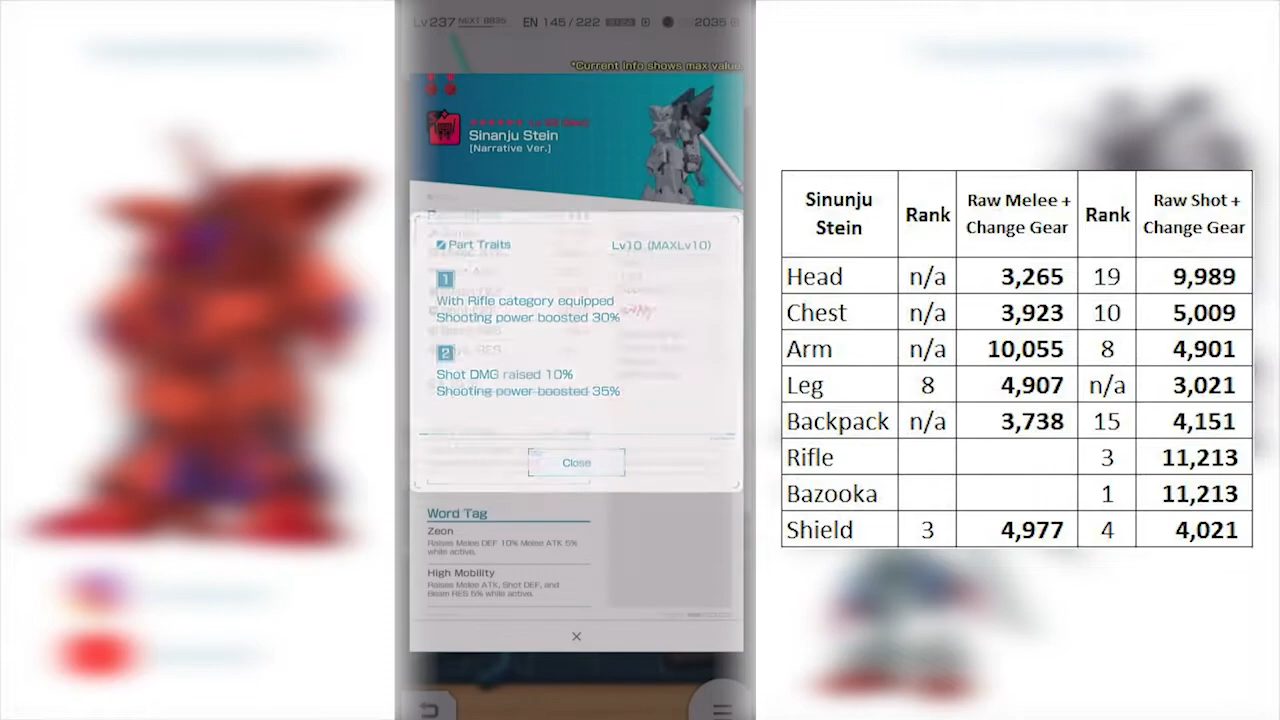 Lv237 NEXT 8835 EN 145/222
2035
*Current Info shows max value
Sinanju Stein
[Narrative Ver.]
Part Traits Lv10 (MAXLv10)
1
With Rifle category equipped
Shooting power boosted 30%
2
Shot DMG raised 10%
Shooting power boosted 35%
Close
Word Tag
Zeon
Raises Melee DEF 10% Melee ATK 5%
while active.
High Mobility
Raises Melee ATK, Shot DEF, and
Beam RES 5% while active.
Sinunju Stein Rank Raw Melee + Change Gear Rank Raw Shot + Change Gear
Head n/a 3,265 19 9,989
Chest n/a 3,923 10 5,009
Arm n/a 10,055 8 4,901
Leg 8 4,907 n/a 3,021
Backpack n/a 3,738 15 4,151
Rifle 3 11,213
Bazooka 1 11,213
Shield 3 4,977 4 4,021